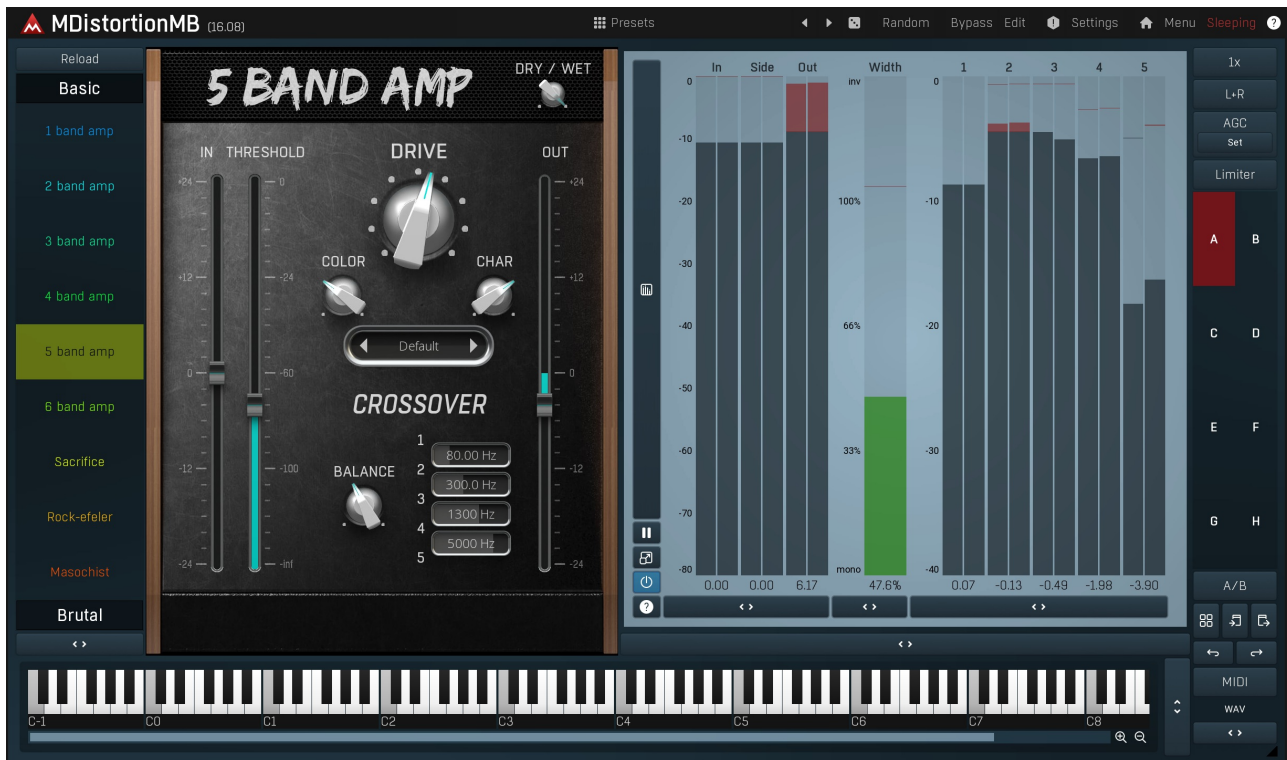 MDistortionMB (16.08)
Presets
Random
Bypass Edit
Settings
Menu
Sleeping
?
Reload
Basic
1 band amp
2 band amp
3 band amp
4 band amp
5 band amp
6 band amp
Sacrifice
Rock-efeler
Masochist
Brutal
5 BAND AMP
DRY / WET
IN THRESHOLD
DRIVE
OUT
+24
+12
0
-12
-24
0
-24
-60
-100
-inf
COLOR
CHAR
Default
CROSSOVER
BALANCE
1
80.00 Hz
2
300.0 Hz
3
1300 Hz
4
5000 Hz
5
+24
+12
0
-12
-24
In Side Out
0
-10
-20
-30
-40
-50
-60
-70
-80
0.00 0.00 6.17
Width
inv
100%
66%
33%
mono
47.6%
1 2 3 4 5
0
-10
-20
-30
-40
0.07 -0.13 -0.49 -1.98 -3.90
?
1x
L+R
AGC
Set
Limiter
A B
C D
E F
G H
A/B
MIDI
WAV
C-1 C0 C1 C2 C3 C4 C5 C6 C7 C8